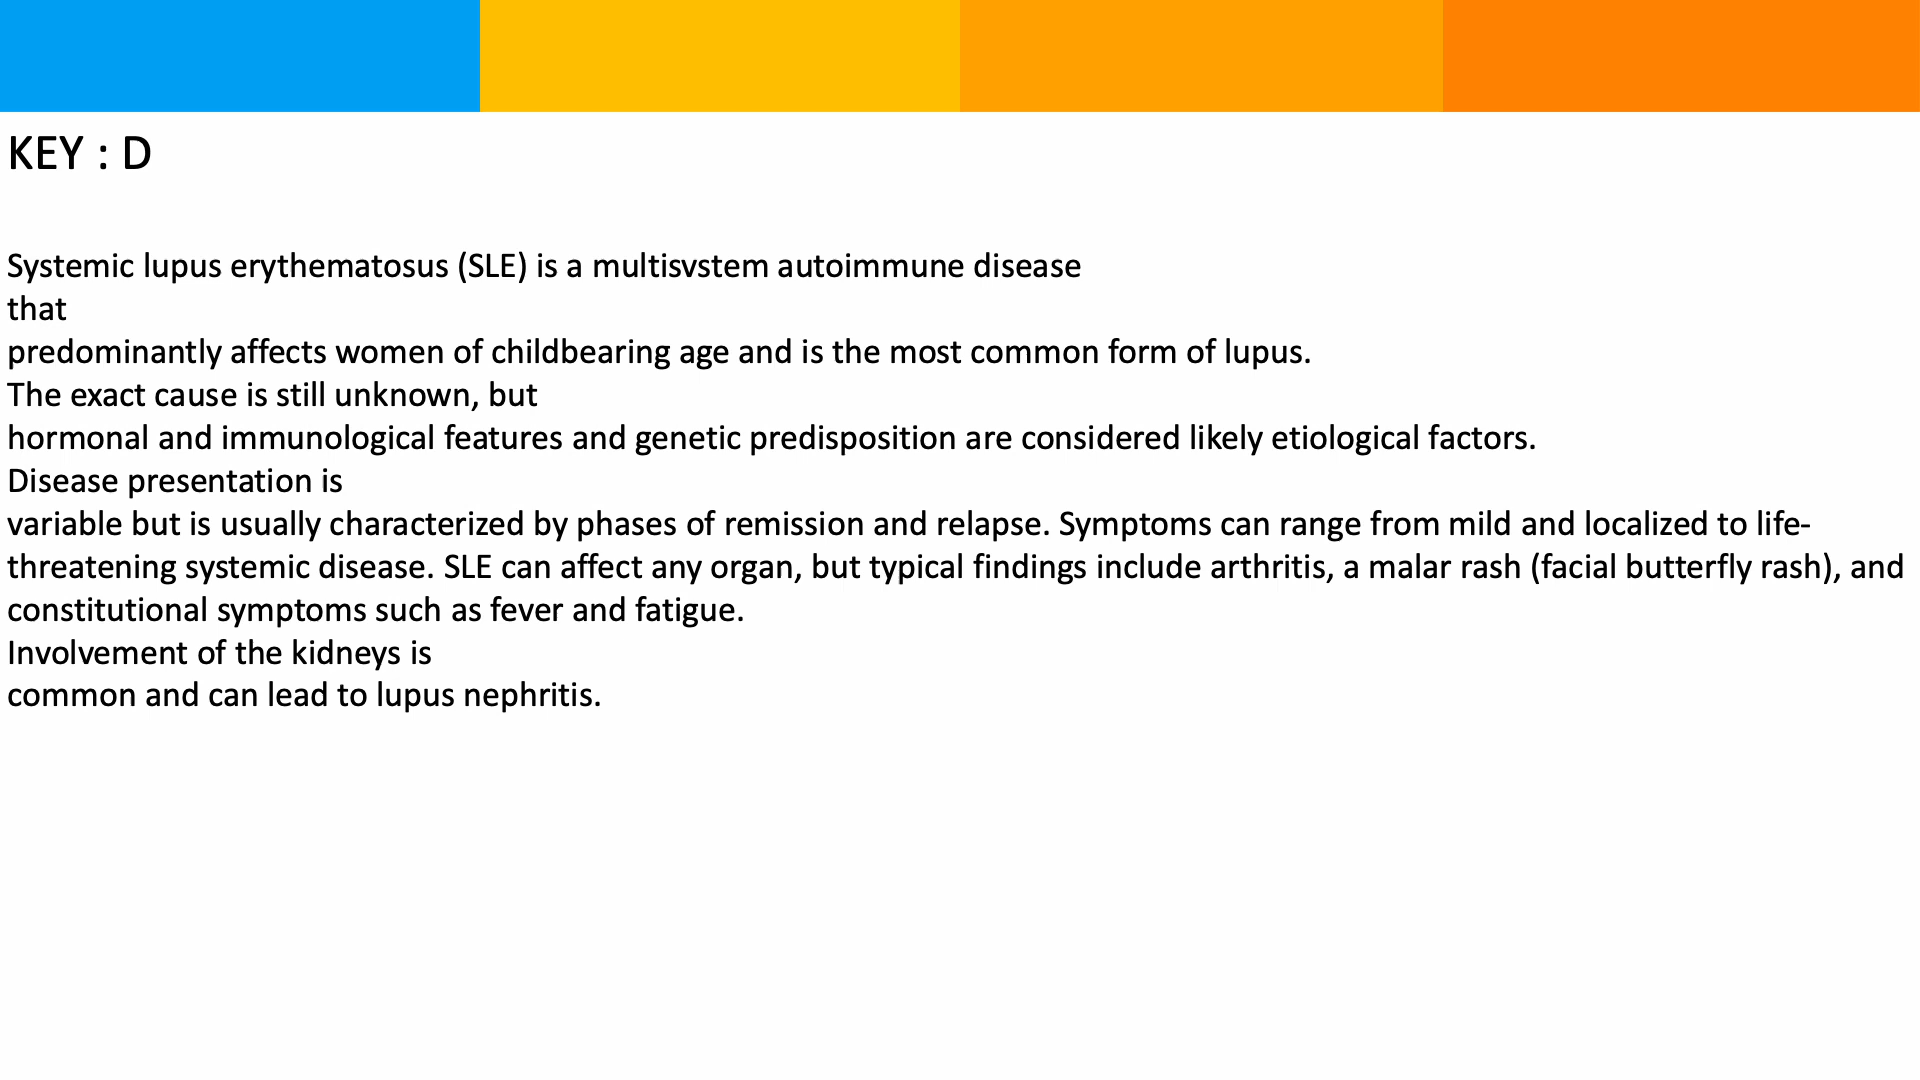 KEY : D
Systemic lupus erythematosus (SLE) is a multisvstem autoimmune disease
that
predominantly affects women of childbearing age and is the most common form of lupus.
The exact cause is still unknown, but
hormonal and immunological features and genetic predisposition are considered likely etiological factors.
Disease presentation is
variable but is usually characterized by phases of remission and relapse. Symptoms can range from mild and localized to life-
threatening systemic disease. SLE can affect any organ, but typical findings include arthritis, a malar rash (facial butterfly rash), and
constitutional symptoms such as fever and fatigue.
Involvement of the kidneys is
common and can lead to lupus nephritis.